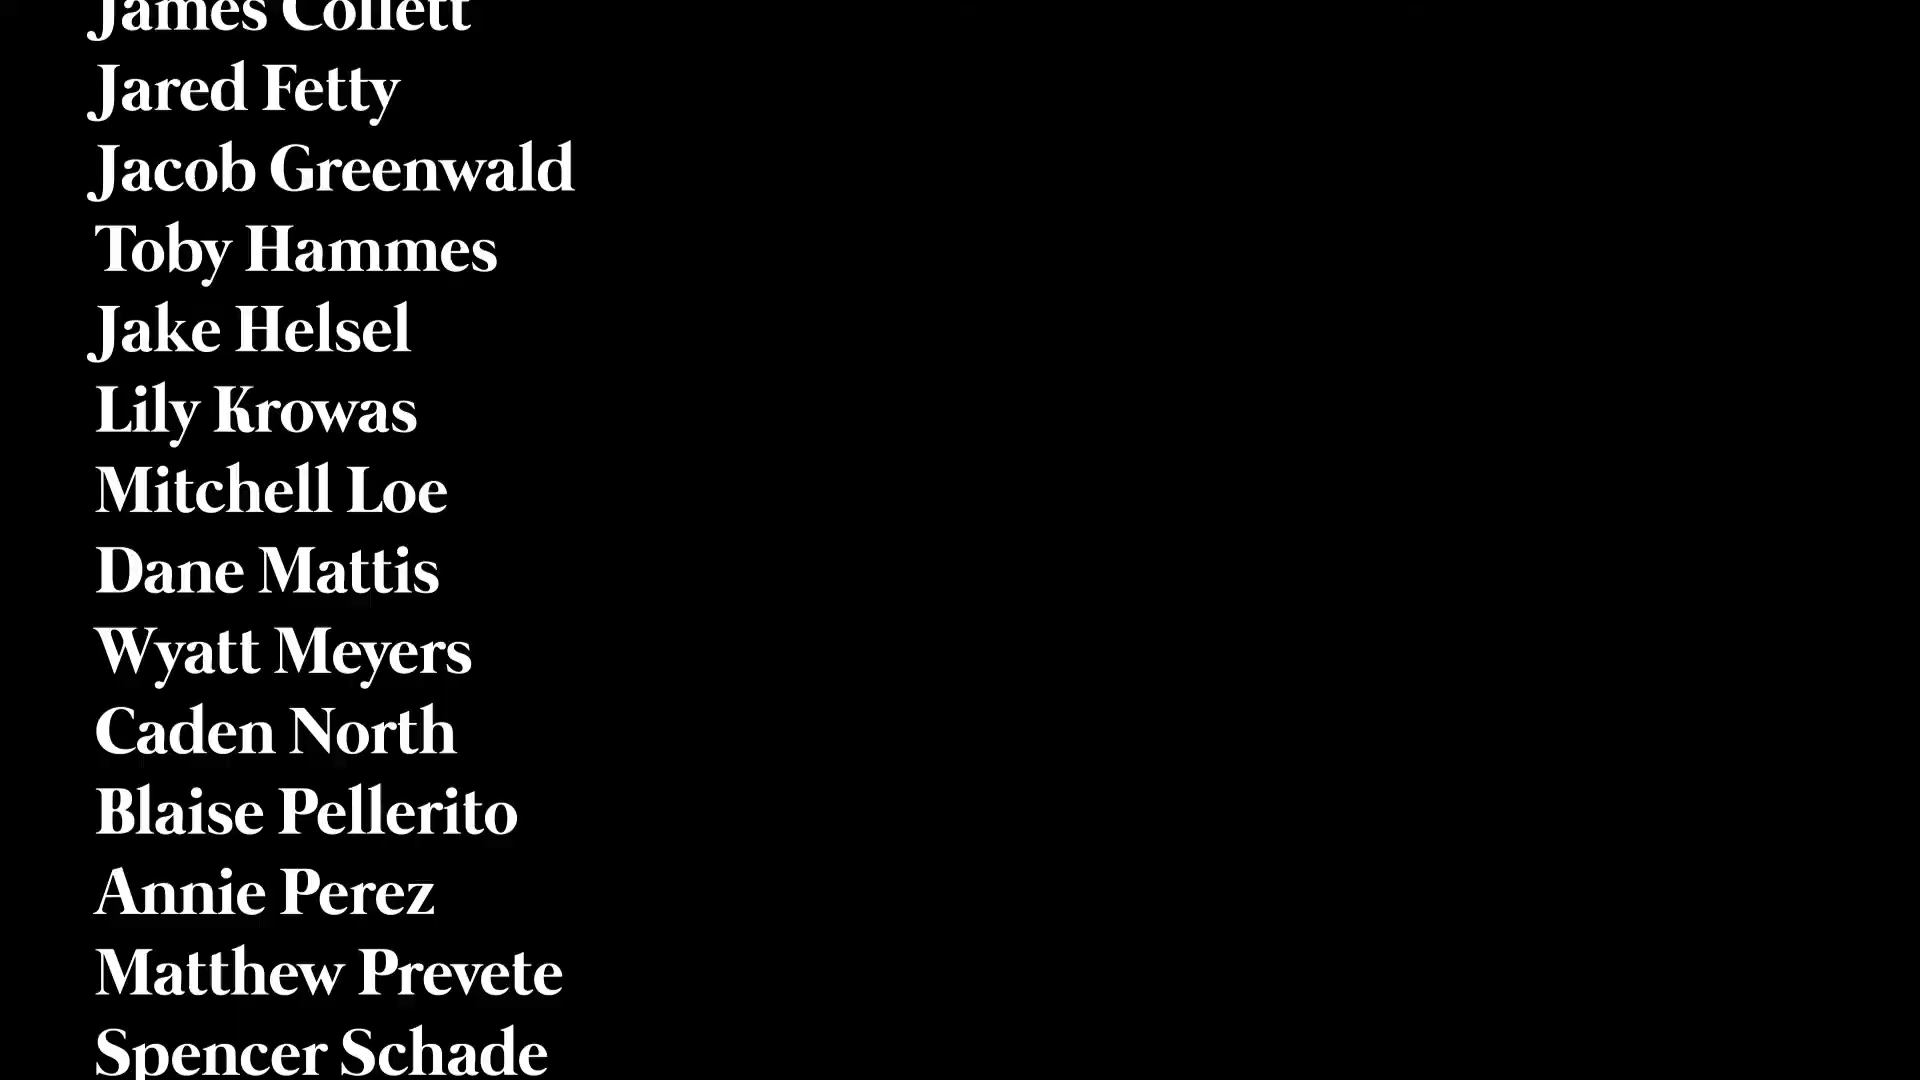 James Collett
Jared Fetty
Jacob Greenwald
Toby Hammes
Jake Helsel
Lily Krowas
Mitchell Loe
Dane Mattis
Wyatt Meyers
Caden North
Blaise Pellerito
Annie Perez
Matthew Prevete
Spencer Schade